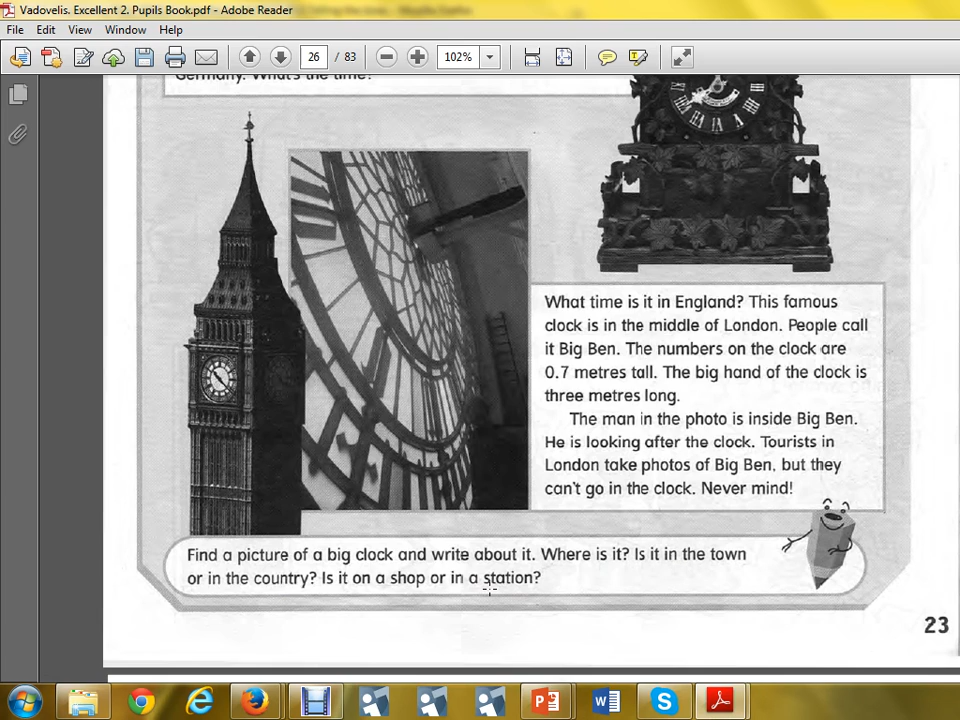 Vadovelis. Excellent 2. Pupils Book.pdf - Adobe Reader
File Edit View Window Help
26 / 83 102%
Germany. What's the time?
What time is it in England? This famous
clock is in the middle of London. People call
it Big Ben. The numbers on the clock are
0.7 metres tall. The big hand of the clock is
three metres long.
The man in the photo is inside Big Ben.
He is looking after the clock. Tourists in
London take photos of Big Ben, but they
can't go in the clock. Never mind!
Find a picture of a big clock and write about it. Where is it? Is it in the town
or in the country? Is it on a shop or in a station?
23